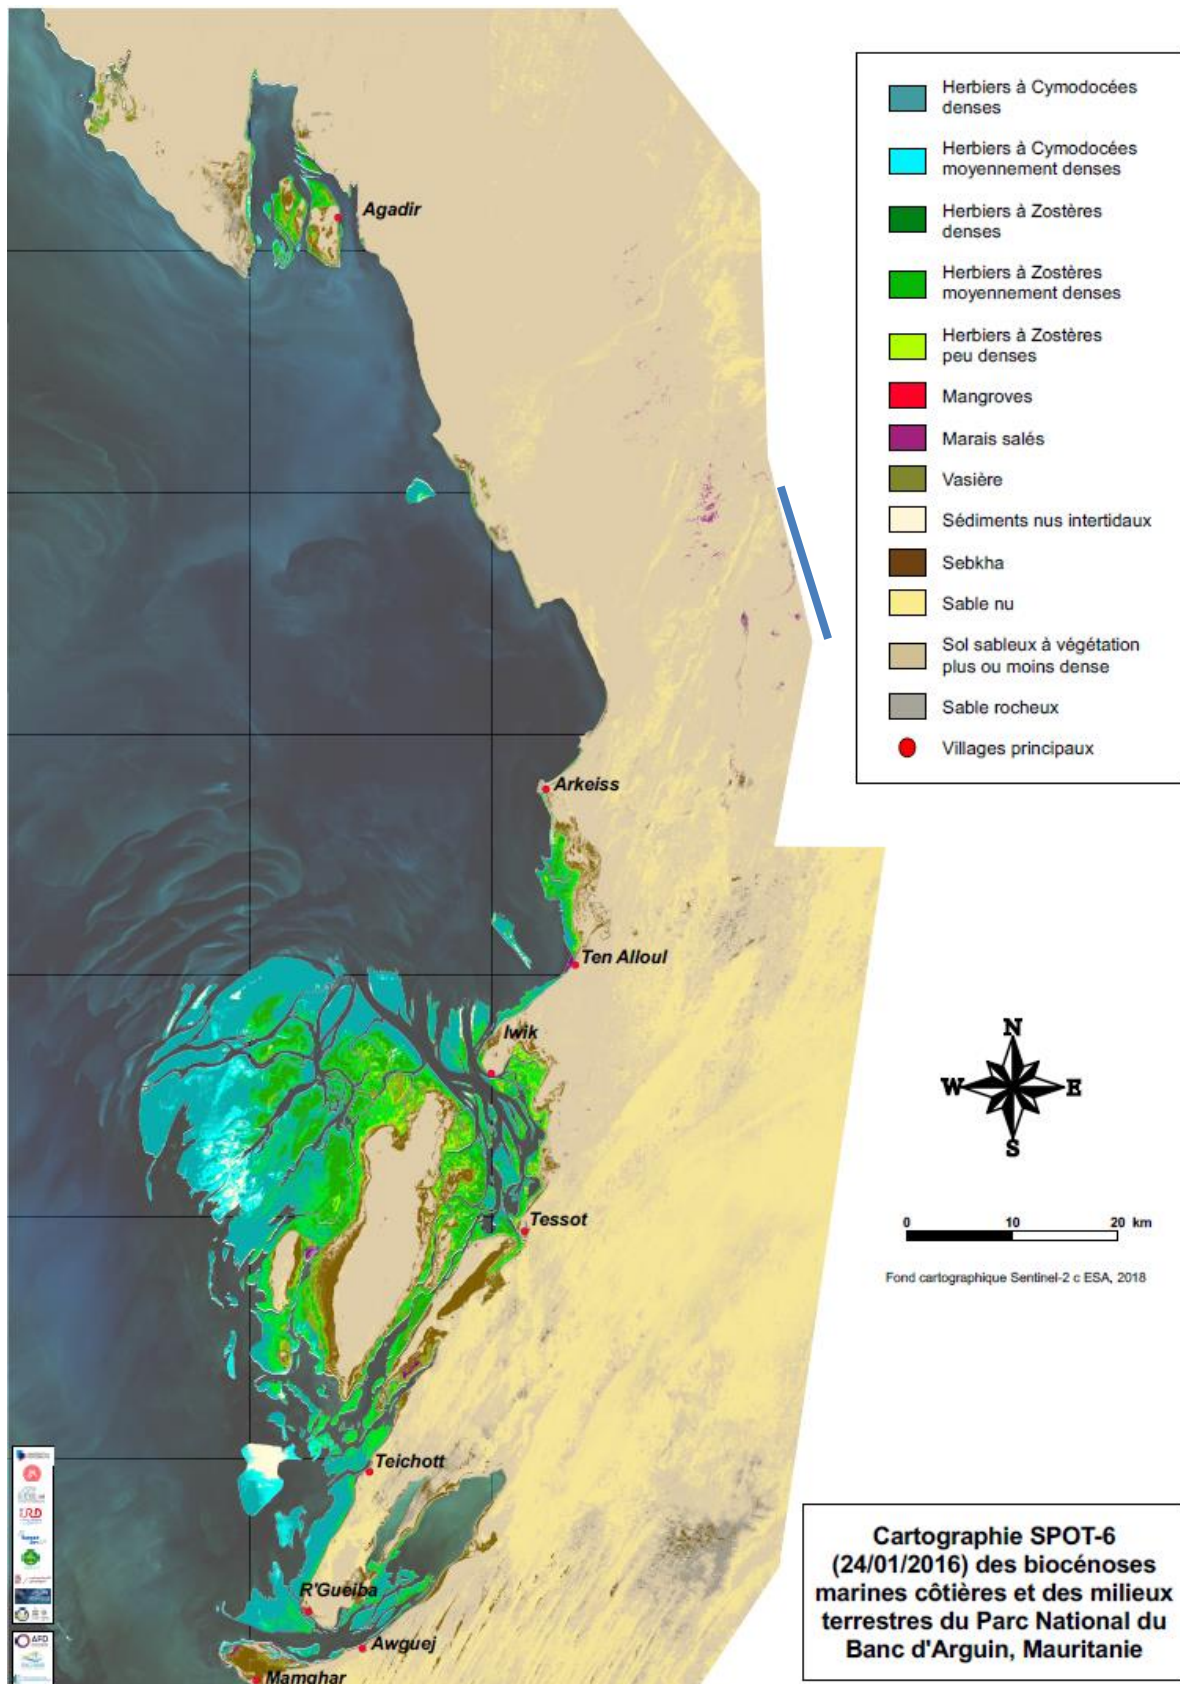 Herbiers à Cymodocées
denses
Herbiers à Cymodocées
moyennement denses
Herbiers à Zostères
denses
Herbiers à Zostères
moyennement denses
Herbiers à Zostères
peu denses
Mangroves
Marais salés
Vasière
Sédiments nus intertidaux
Sebkha
Sable nu
Sol sableux à végétation
plus ou moins dense
Sable rocheux
Villages principaux
Agadir
Arkeiss
Ten Alloul
Iwik
Tessot
Teichott
R'Gueiba
Awguej
Mamghar
N
W E
S
0 10 20 km
Fond cartographique Sentinel-2 c ESA, 2018
Cartographie SPOT-6
(24/01/2016) des biocénoses
marines côtières et des milieux
terrestres du Parc National du
Banc d'Arguin, Mauritanie
IRD
AFD